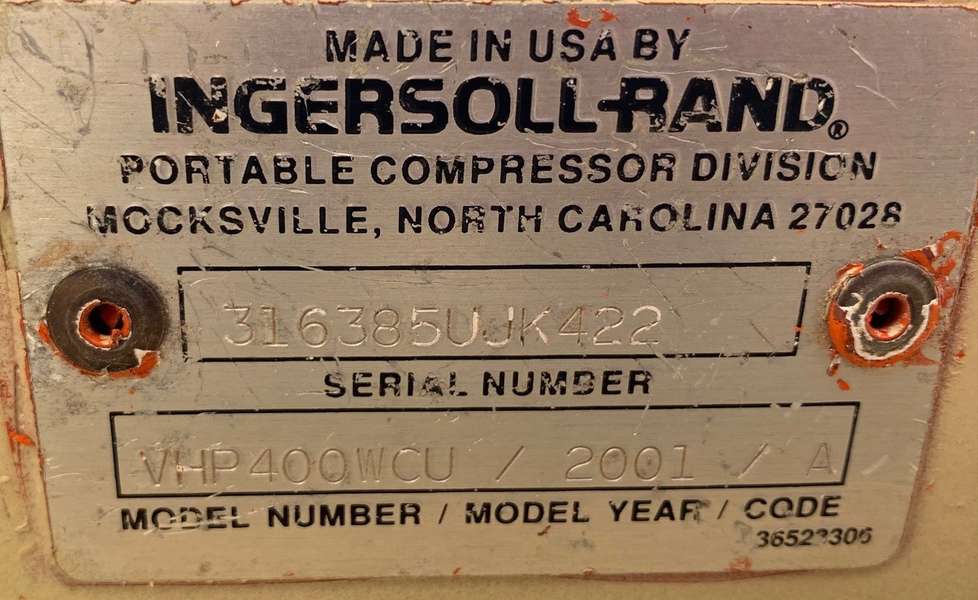 MADE IN USA BY
INGERSOLL-RAND®
PORTABLE COMPRESSOR DIVISION
MOCKSVILLE, NORTH CAROLINA 27028
316385UJK422
SERIAL NUMBER
VHP400WCU / 2001 / A
MODEL NUMBER / MODEL YEAR / CODE